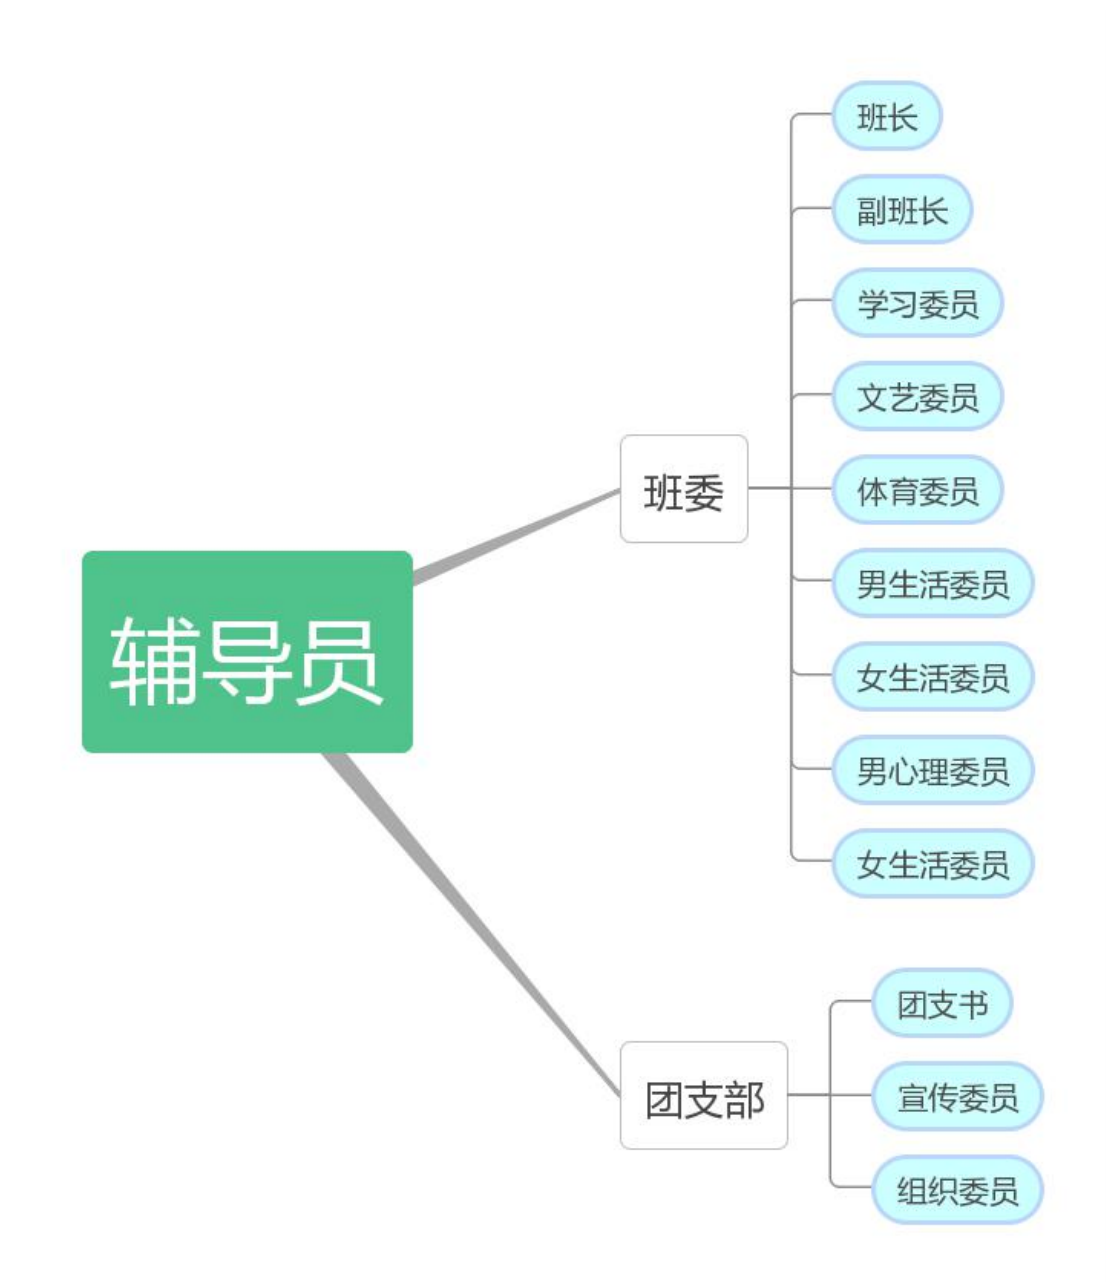 辅导员
班委
班长
副班长
学习委员
文艺委员
体育委员
男生活委员
女生活委员
男心理委员
女生活委员
团支部
团支书
宣传委员
组织委员